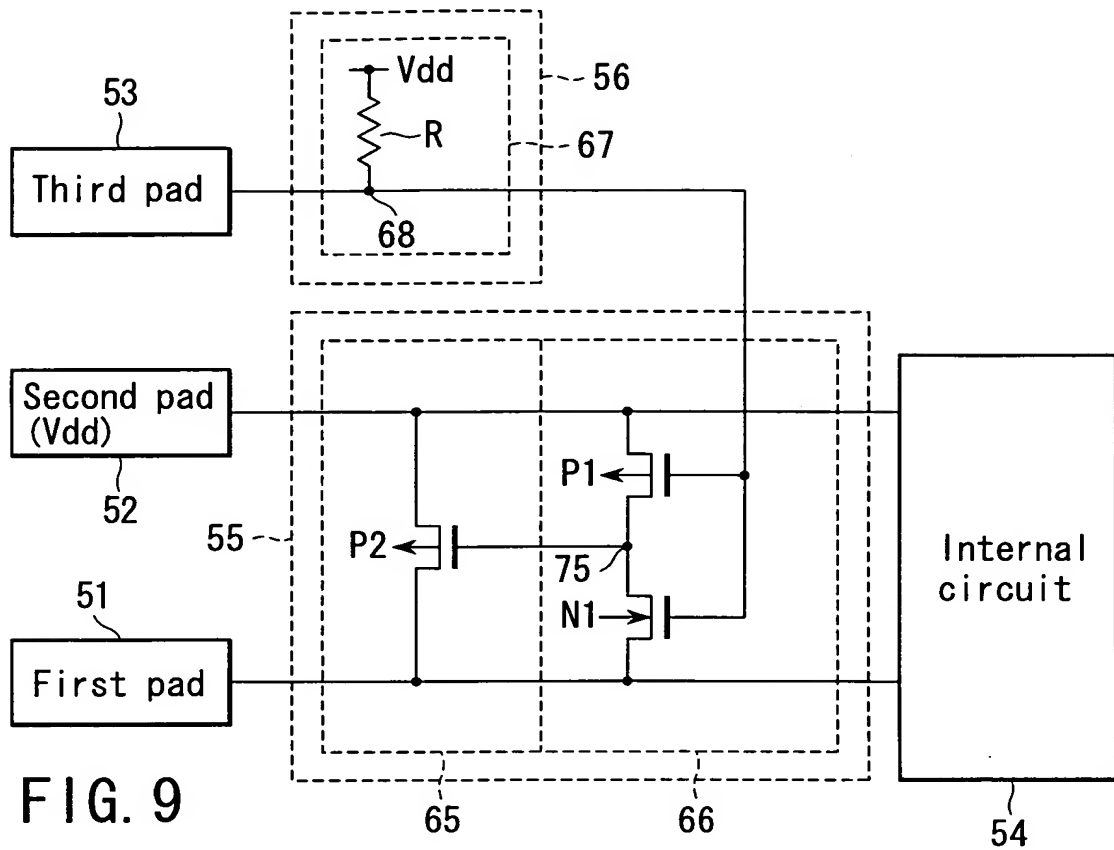 Vdd
56
53
R
67
Third pad
68
Second pad
(Vdd)
P1
52
55
P2
75
Internal
circuit
51
N1
First pad
FIG. 9
65
66
54